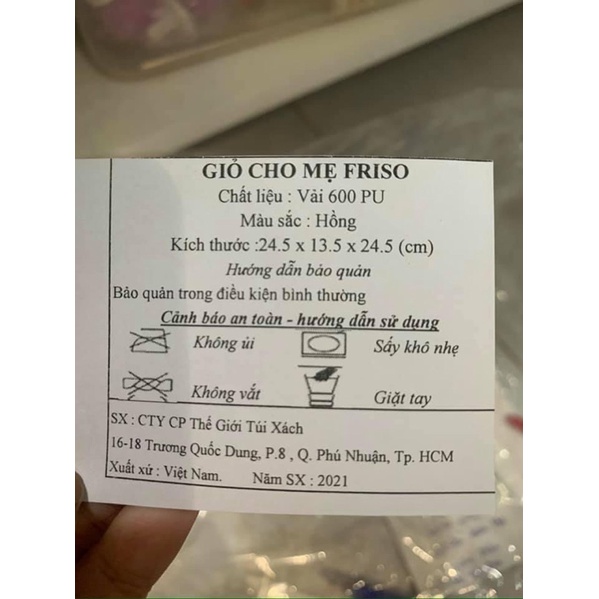 GIỎ CHO MẸ FRISO
Chất liệu : Vải 600 PU
Màu sắc : Hồng
Kích thước :24.5 x 13.5 x 24.5 (cm)
Hướng dẫn bảo quản
Bảo quản trong điều kiện bình thường
Cảnh báo an toàn - hướng dẫn sử dụng
Không ủi Sấy khô nhẹ
Không vắt Giặt tay
SX : CTY CP Thế Giới Túi Xách
16-18 Trương Quốc Dung, P.8 , Q. Phú Nhuận, Tp. HCM
Xuất xứ : Việt Nam. Năm SX : 2021